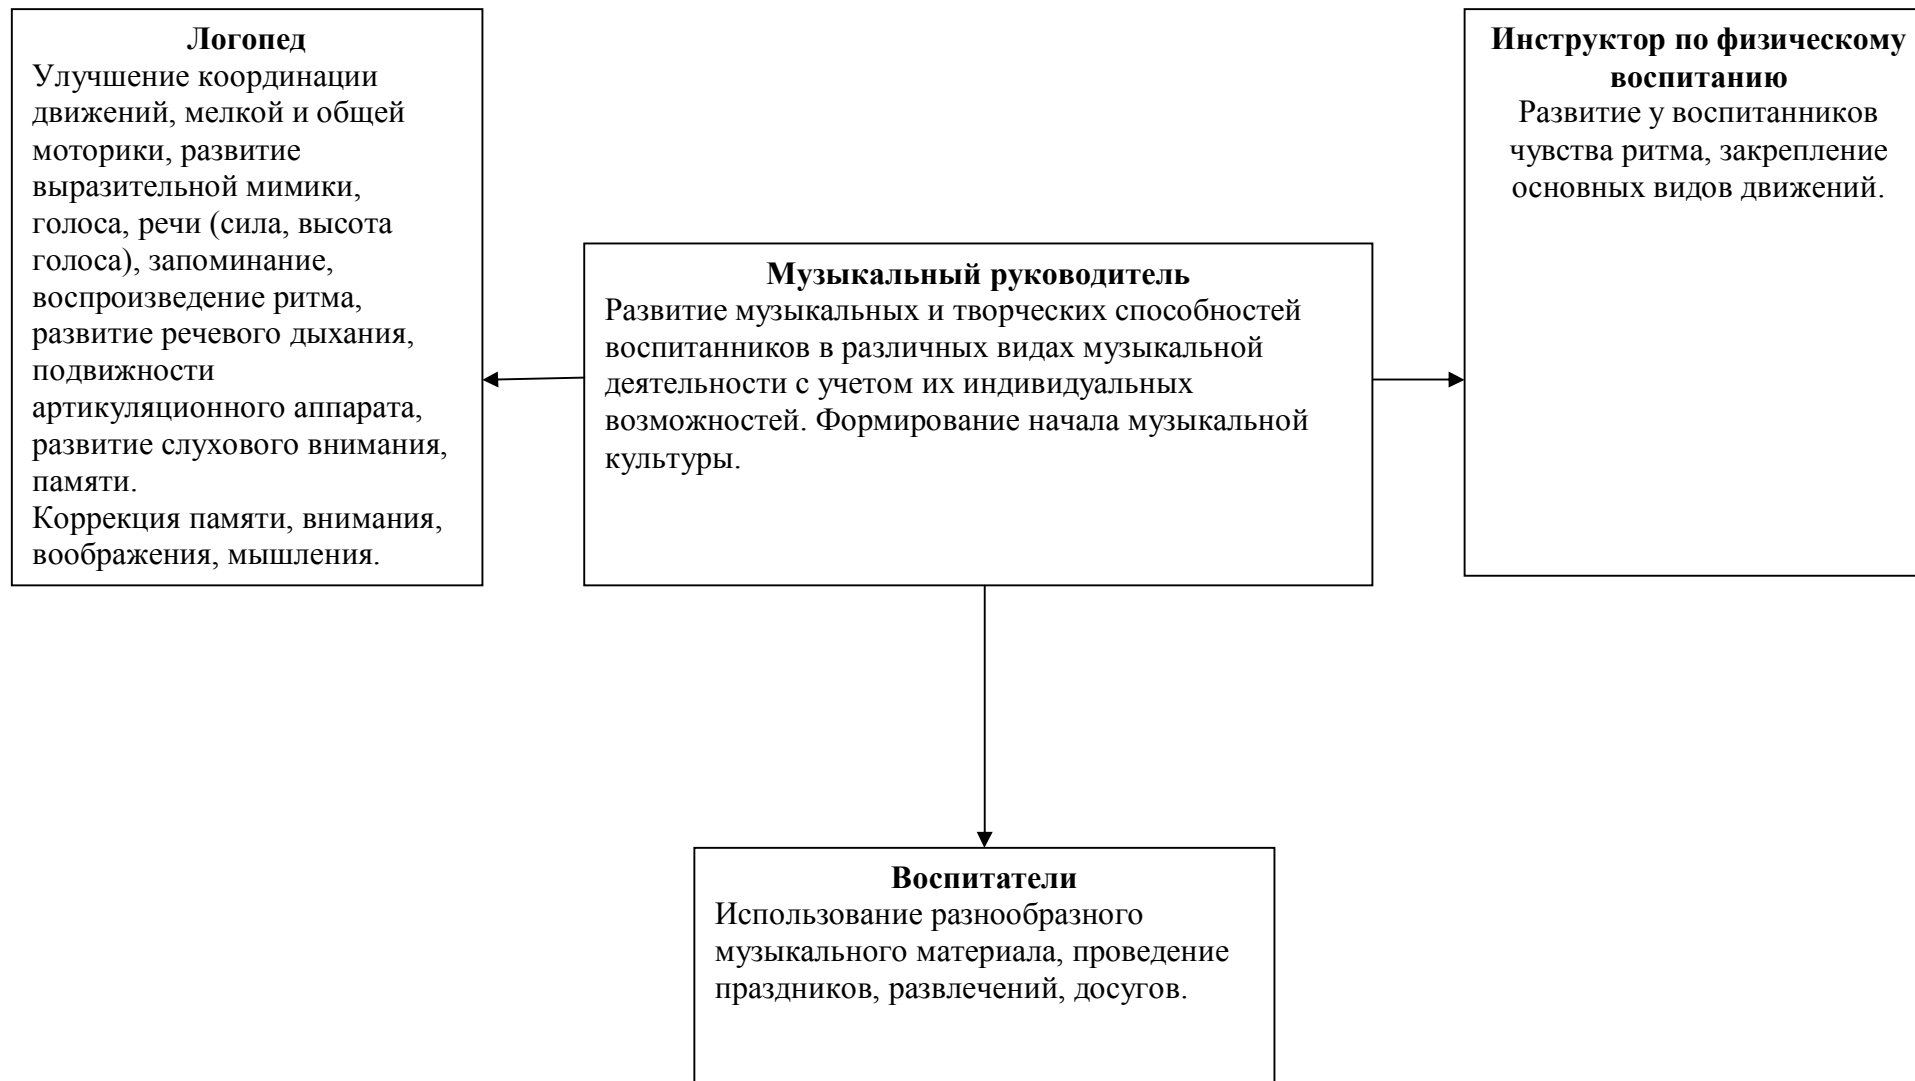 Логопед
Улучшение координации
движений, мелкой и общей
моторики, развитие
выразительной мимики,
голоса, речи (сила, высота
голоса), запоминание,
воспроизведение ритма,
развитие речевого дыхания,
подвижности
артикуляционного аппарата,
развитие слухового внимания,
памяти.
Коррекция памяти, внимания,
воображения, мышления.
Музыкальный руководитель
Развитие музыкальных и творческих способностей
воспитанников в различных видах музыкальной
деятельности с учетом их индивидуальных
возможностей. Формирование начала музыкальной
культуры.
Инструктор по физическому
воспитанию
Развитие у воспитанников
чувства ритма, закрепление
основных видов движений.
Воспитатели
Использование разнообразного
музыкального материала, проведение
праздников, развлечений, досугов.